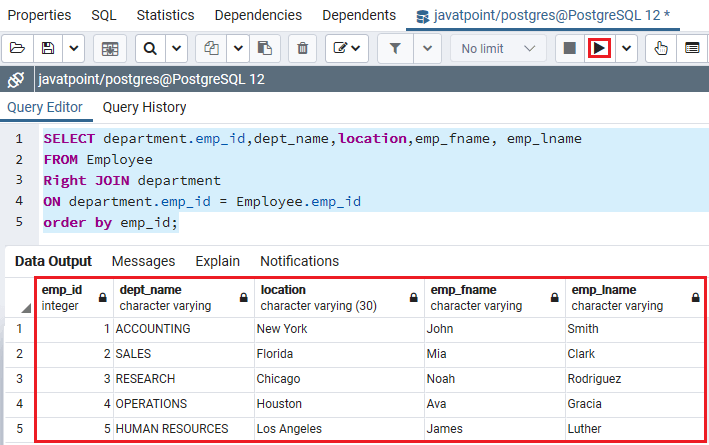 Properties SQL Statistics Dependencies Dependents javatpoint/postgres@PostgreSQL 12 *
No limit
javatpoint/postgres@PostgreSQL 12
Query Editor Query History
1 SELECT department.emp_id,dept_name,location,emp_fname, emp_lname
2 FROM Employee
3 Right JOIN department
4 ON department.emp_id = Employee.emp_id
5 order by emp_id;
Data Output Messages Explain Notifications
emp_id dept_name location emp_fname emp_lname
integer character varying character varying (30) character varying character varying
1 1 ACCOUNTING New York John Smith
2 2 SALES Florida Mia Clark
3 3 RESEARCH Chicago Noah Rodriguez
4 4 OPERATIONS Houston Ava Gracia
5 5 HUMAN RESOURCES Los Angeles James Luther